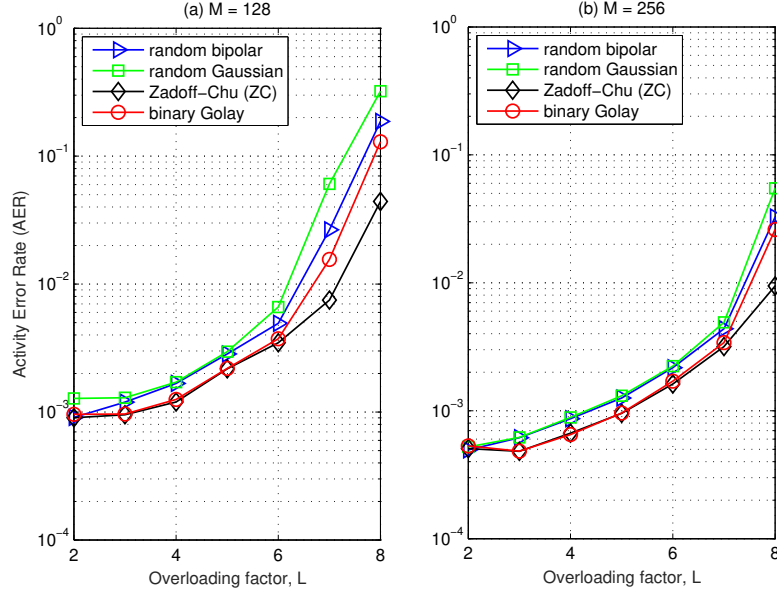 (a) M = 128
10^0
random bipolar
random Gaussian
Zadoff-Chu (ZC)
binary Golay
10^-1
10^-2
10^-3
10^-4
Activity Error Rate (AER)
2 4 6 8
Overloading factor, L
(b) M = 256
10^0
random bipolar
random Gaussian
Zadoff-Chu (ZC)
binary Golay
10^-1
10^-2
10^-3
10^-4
2 4 6 8
Overloading factor, L